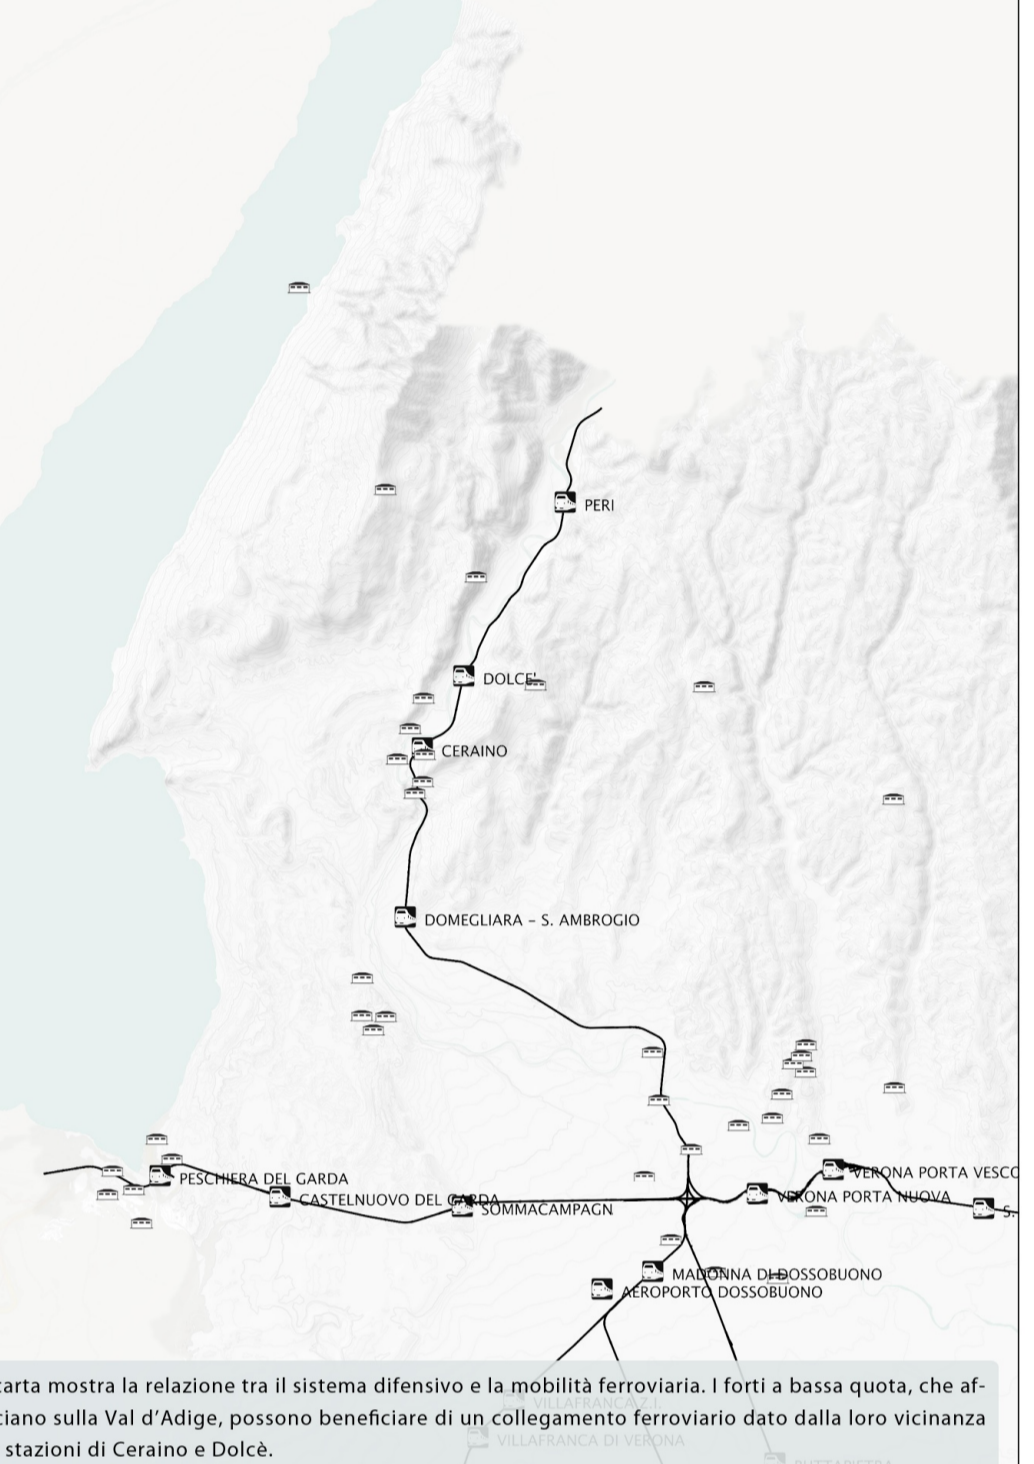 PERI
DOLCE'
CERAINO
DOMEGLIARA – S. AMBROGIO
PESCHIERA DEL GARDA
CASTELNUOVO DEL GARDA
SOMMACAMPAGN
VERONA PORTA VESCO
VERONA PORTA NUOVA
S.
MADONNA DI DOSSOBUONO
AEROPORTO DOSSOBUONO
carta mostra la relazione tra il sistema difensivo e la mobilità ferroviaria. I forti a bassa quota, che af-
ciano sulla Val d’Adige, possono beneficiare di un collegamento ferroviario dato dalla loro vicinanza
stazioni di Ceraino e Dolcè.
VILLAFRANCA Z.I.
VILLAFRANCA DI VERONA